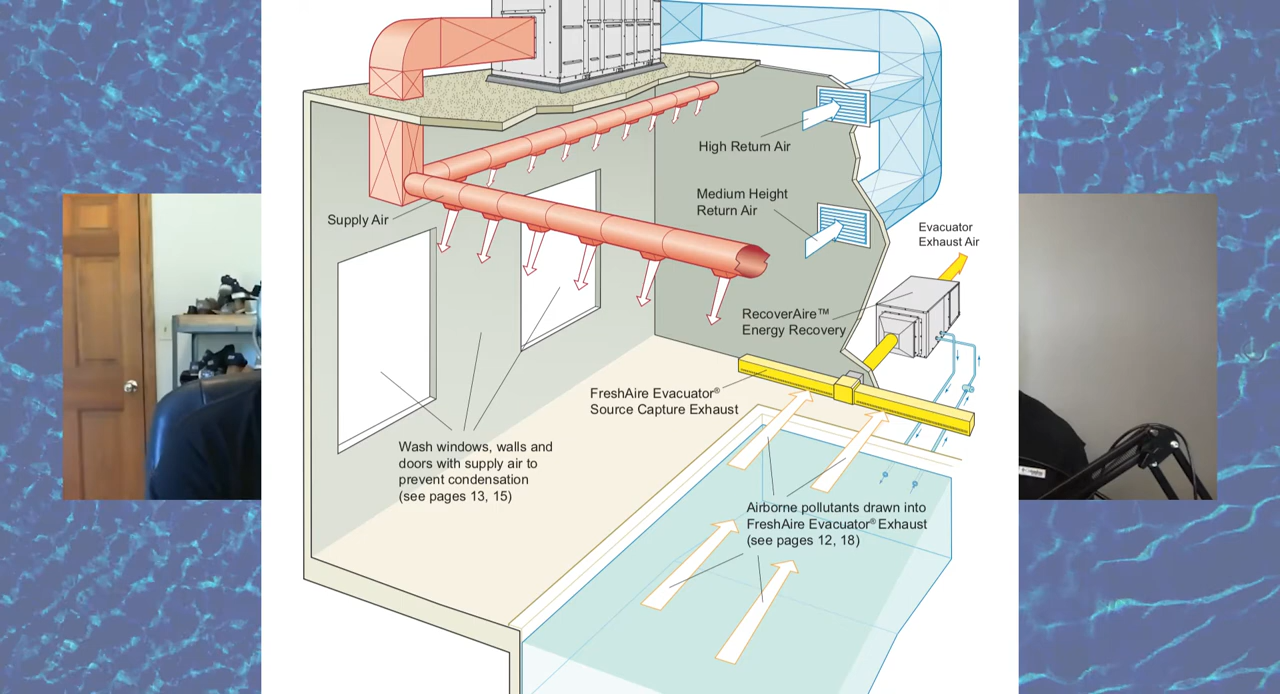 High Return Air
Medium Height
Return Air
Supply Air
Evacuator
Exhaust Air
RecoverAire™
Energy Recovery
FreshAire Evacuator®
Source Capture Exhaust
Wash windows, walls and
doors with supply air to
prevent condensation
(see pages 13, 15)
Airborne pollutants drawn into
FreshAire Evacuator® Exhaust
(see pages 12, 18)